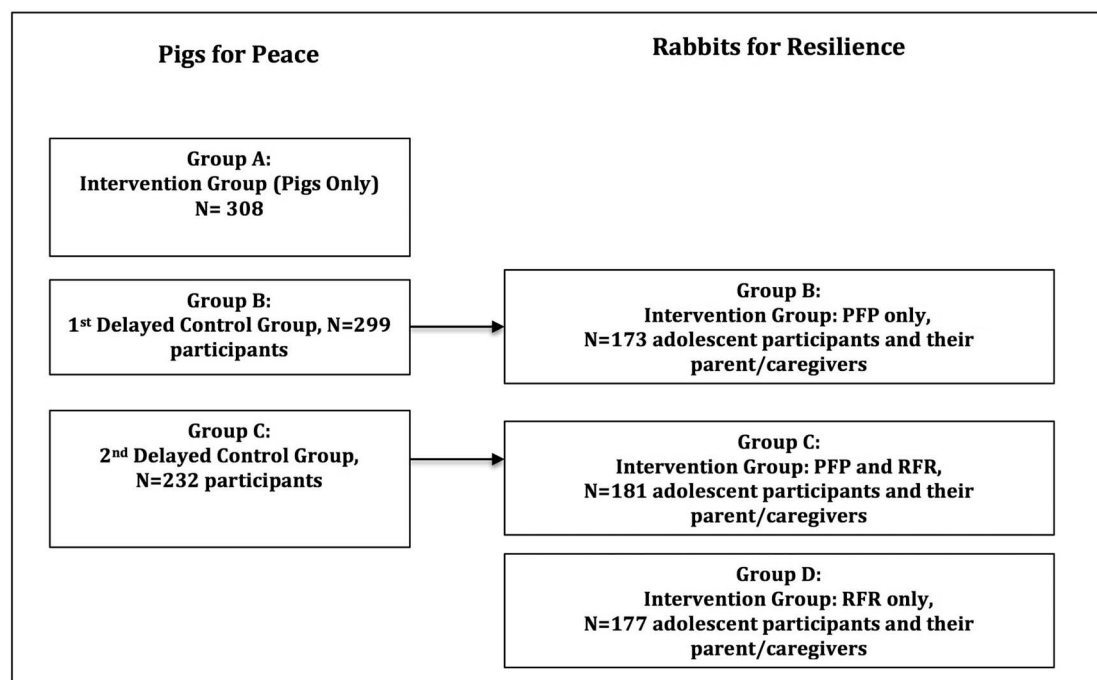 Pigs for Peace
Rabbits for Resilience
Group A:
Intervention Group (Pigs Only)
N= 308
Group B:
1st Delayed Control Group, N=299
participants
Group B:
Intervention Group: PFP only,
N=173 adolescent participants and their
parent/caregivers
Group C:
2nd Delayed Control Group,
N=232 participants
Group C:
Intervention Group: PFP and RFR,
N=181 adolescent participants and their
parent/caregivers
Group D:
Intervention Group: RFR only,
N=177 adolescent participants and their
parent/caregivers